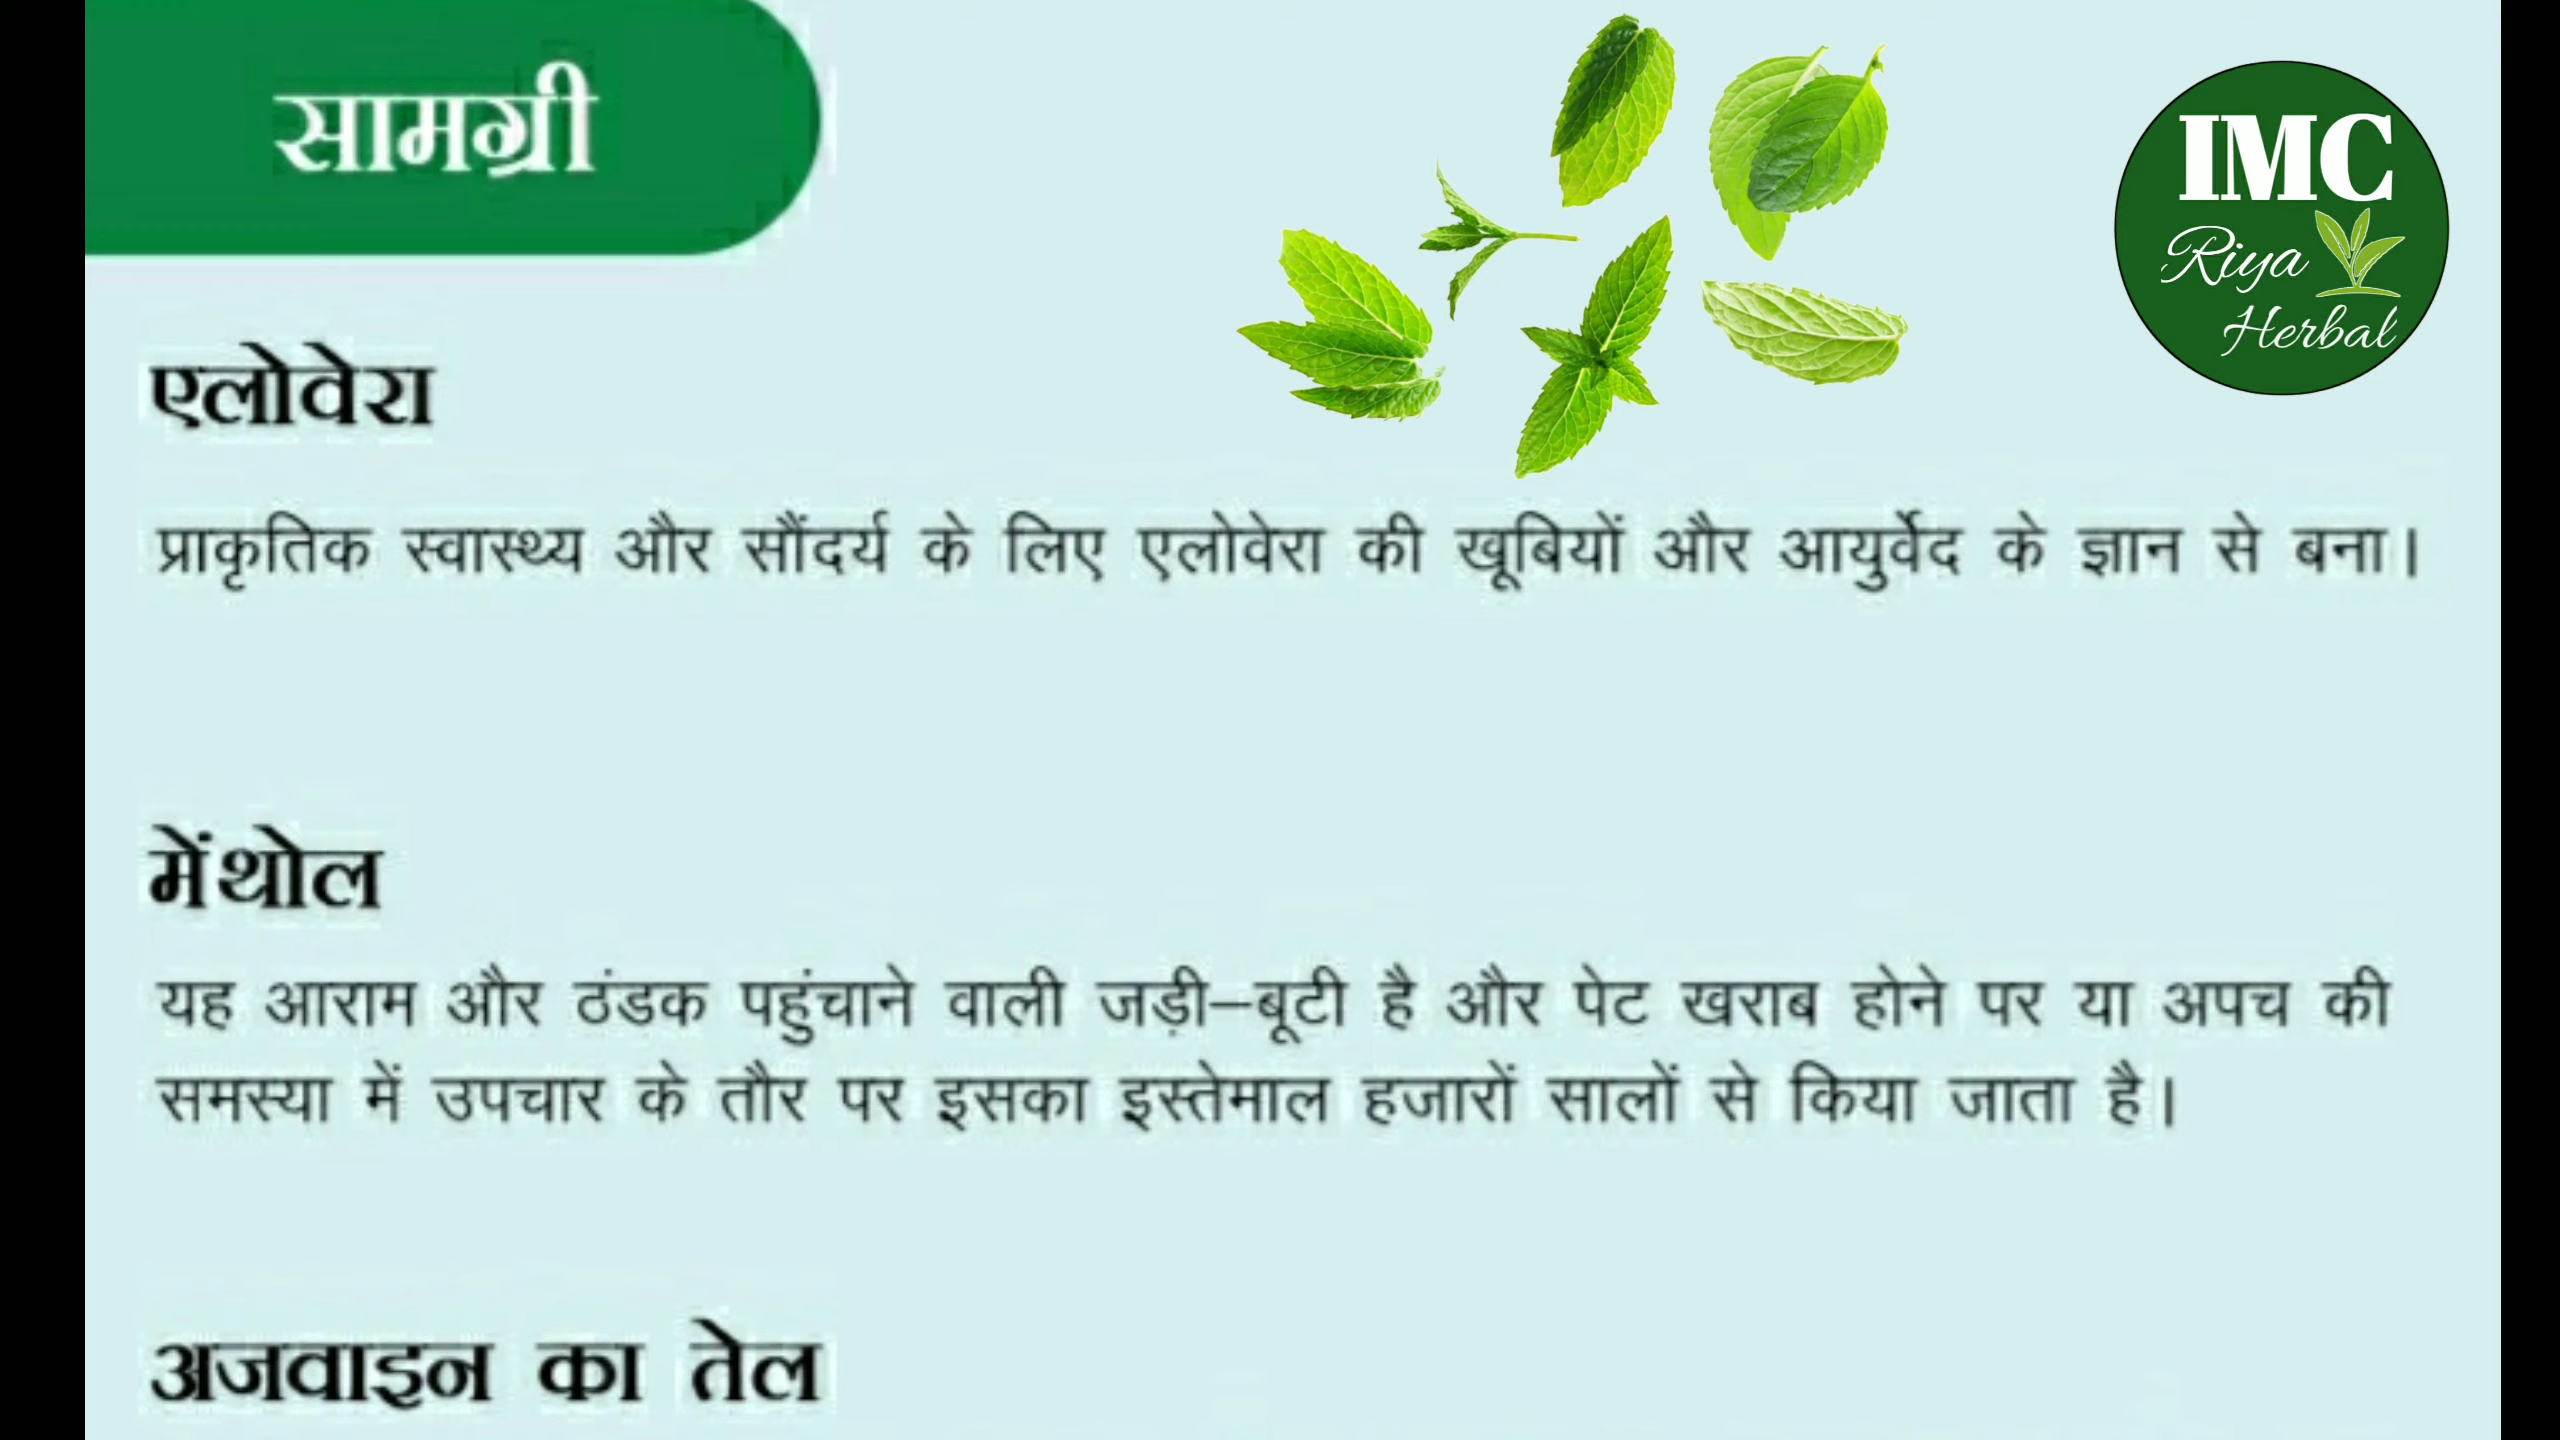 सामग्री
IMC
Riya
Herbal
एलोवेरा
प्राकृतिक स्वास्थ्य और सौंदर्य के लिए एलोवेरा की खूबियों और आयुर्वेद के ज्ञान से बना।
मेंथोल
यह आराम और ठंडक पहुंचाने वाली जड़ी–बूटी है और पेट खराब होने पर या अपच की
समस्या में उपचार के तौर पर इसका इस्तेमाल हजारों सालों से किया जाता है।
अजवाइन का तेल